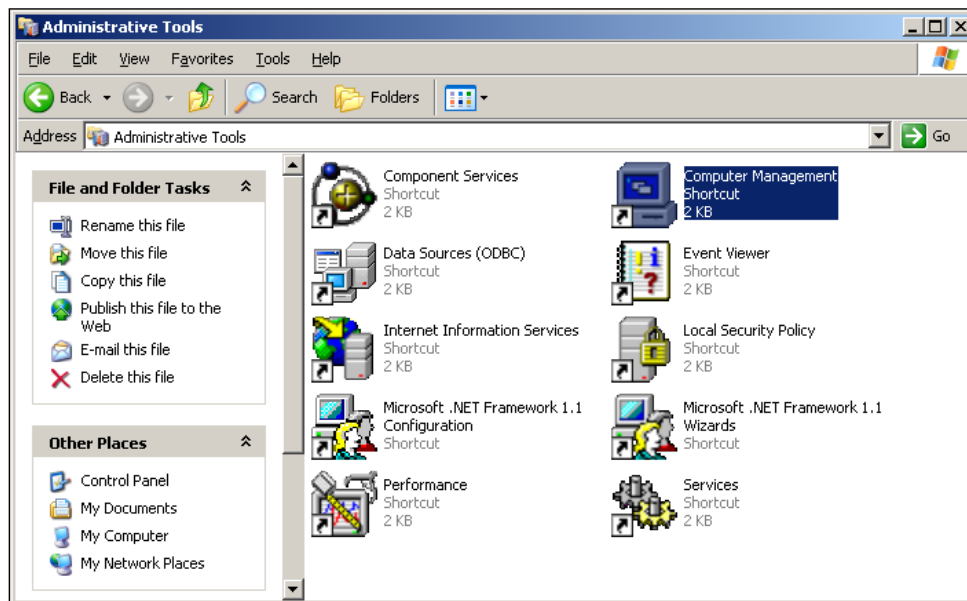 Administrative Tools
File Edit View Favorites Tools Help
Back Search Folders
Address Administrative Tools Go
File and Folder Tasks
Rename this file
Move this file
Copy this file
Publish this file to the
Web
E-mail this file
Delete this file
Other Places
Control Panel
My Documents
My Computer
My Network Places
Component Services
Shortcut
2 KB
Computer Management
Shortcut
2 KB
Data Sources (ODBC)
Shortcut
2 KB
Event Viewer
Shortcut
2 KB
Internet Information Services
Shortcut
2 KB
Local Security Policy
Shortcut
2 KB
Microsoft .NET Framework 1.1
Configuration
Shortcut
Microsoft .NET Framework 1.1
Wizards
Shortcut
Performance
Shortcut
2 KB
Services
Shortcut
2 KB